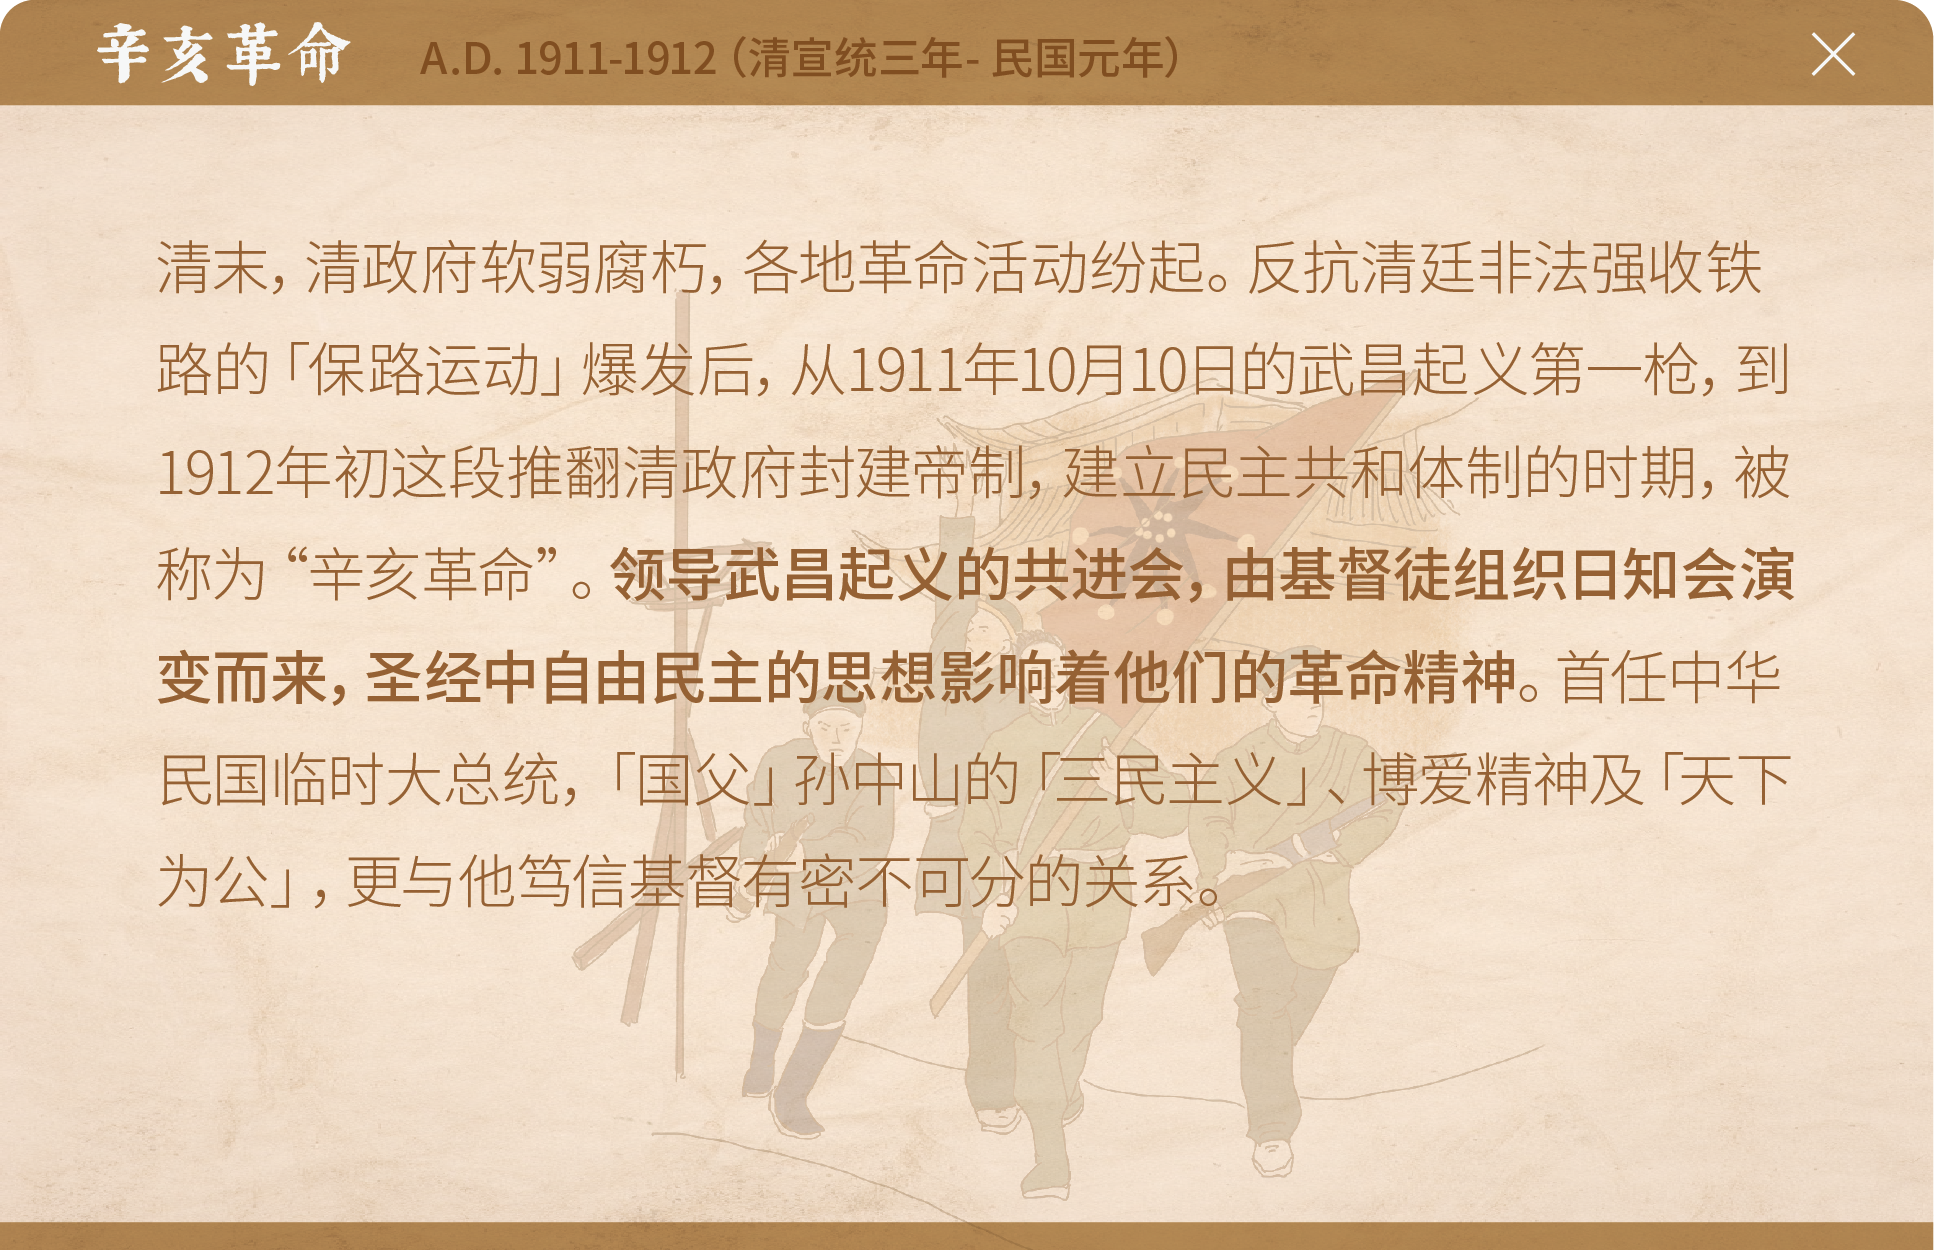 辛亥革命
A.D. 1911-1912（清宣统三年- 民国元年）
清末，清政府软弱腐朽，各地革命活动纷起。反抗清廷非法强收铁
路的「保路运动」爆发后，从1911年10月10日的武昌起义第一枪，到
1912年初这段推翻清政府封建帝制，建立民主共和体制的时期，被
称为“辛亥革命”。领导武昌起义的共进会，由基督徒组织日知会演
变而来，圣经中自由民主的思想影响着他们的革命精神。首任中华
民国临时大总统，「国父」孙中山的「三民主义」、博爱精神及「天下
为公」，更与他笃信基督有密不可分的关系。